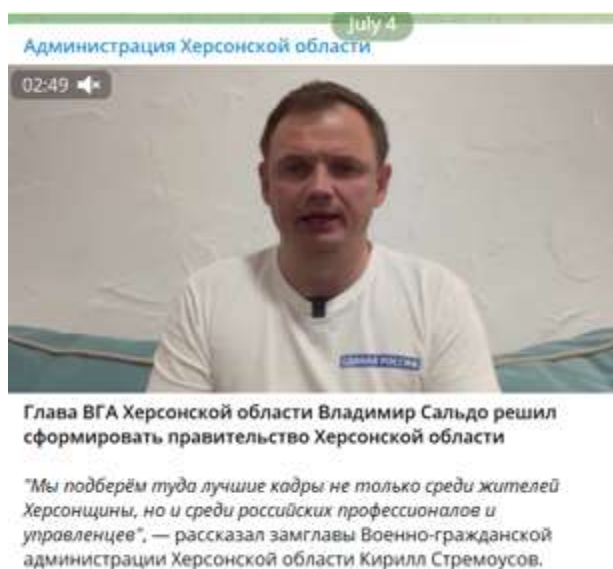 July 4
Администрация Херсонской области
02:49
ЕДИНАЯ РОССИЯ
Глава ВГА Херсонской области Владимир Сальдо решил
сформировать правительство Херсонской области
"Мы подберём туда лучшие кадры не только среди жителей
Херсонщины, но и среди российских профессионалов и
управленцев", — рассказал замглавы Военно-гражданской
администрации Херсонской области Кирилл Стремоусов.